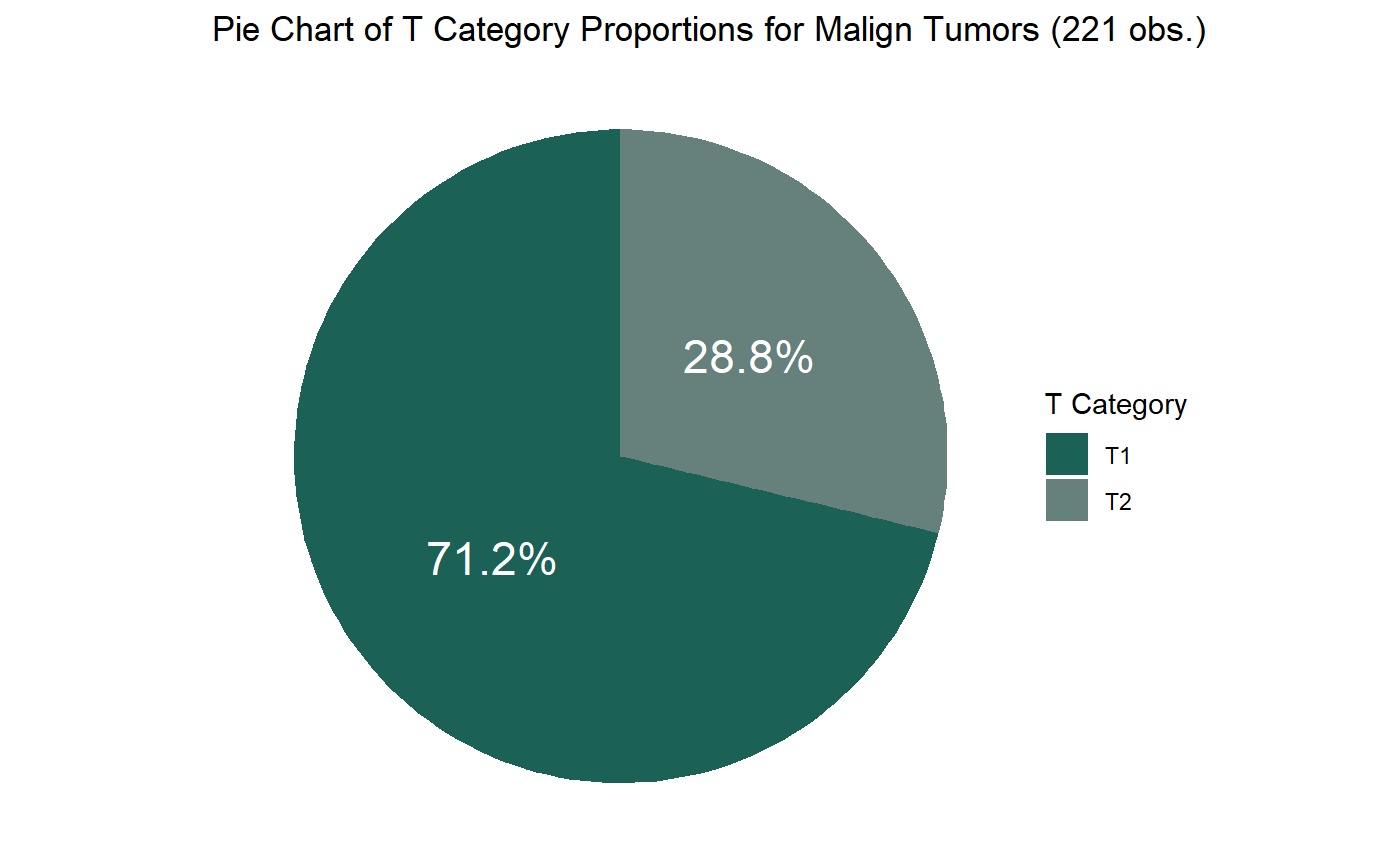 Pie Chart of T Category Proportions for Malign Tumors (221 obs.)
28.8%
71.2%
T Category
T1
T2